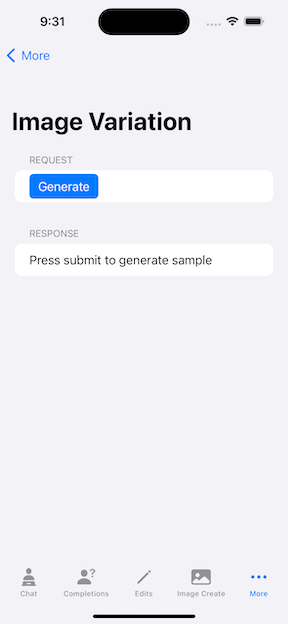 9:31
More
Image Variation
REQUEST
Generate
RESPONSE
Press submit to generate sample
?
Chat Completions Edits Image Create More